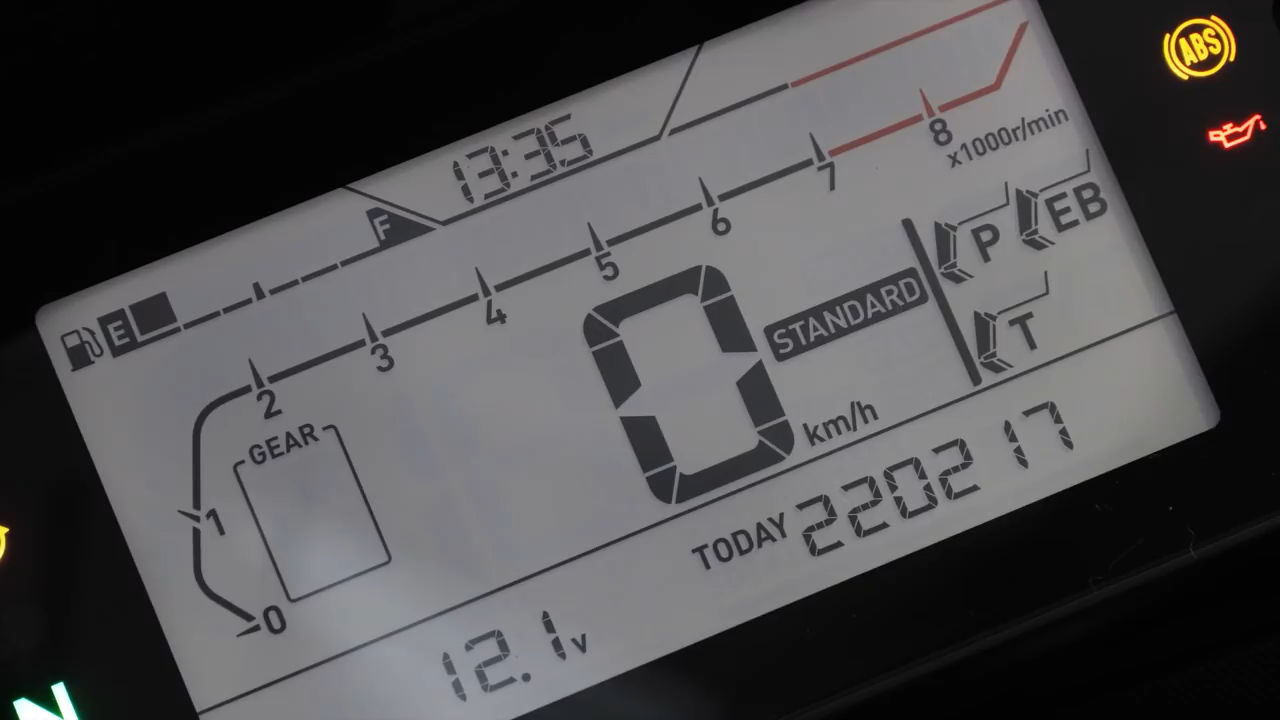 ABS
13:35
8
x1000r/min
7
F
6
P
EB
5
4
STANDARD
T
E
3
2
0
km/h
GEAR
1
TODAY 220217
0
12.1v
N